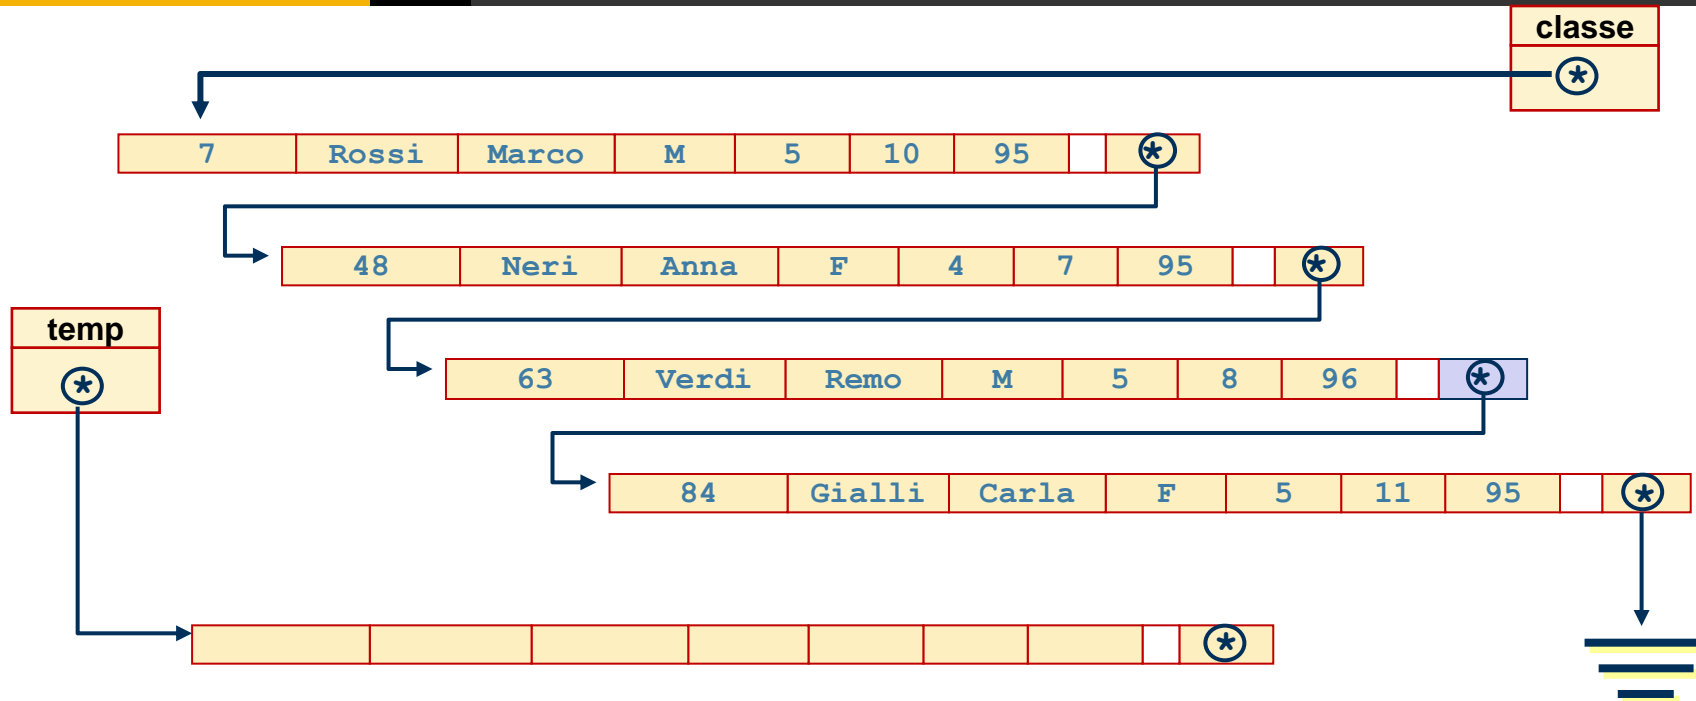 classe
*
7 Rossi Marco M 5 10 95 *
48 Neri Anna F 4 7 95 *
temp
*
63 Verdi Remo M 5 8 96 *
84 Gialli Carla F 5 11 95 *
*